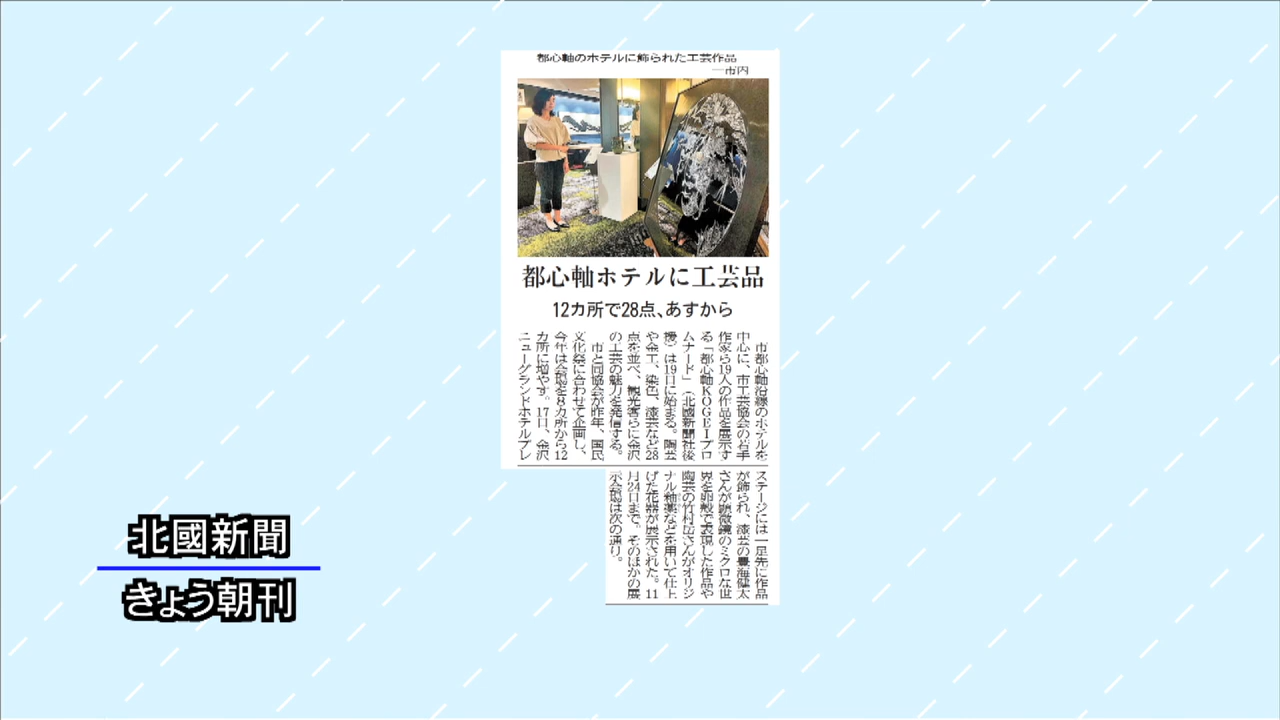 都心軸のホテルに飾られた工芸作品
―市内
都心軸ホテルに工芸品
12カ所で28点、あすから
市都心軸沿線のホテルを
中心に、市工芸協会の若手
作家ら19人の作品を展示す
る「都心軸KOGEIプロ
ムナード」(北國新聞社後
援)は19日に始まる。陶芸
や金工、染色、漆芸など28
点を並べ、観光客らに金沢
の工芸の魅力を発信する。
市と同協会が昨年、国民
文化祭に合わせて企画し、
今年は会場を8カ所から12
カ所に増やす。17日、金沢
ニューグランドホテルプレ
ステージには一足先に作品
が飾られ、漆芸の豊海健太
さんが顕微鏡のミクロな世
界を卵殻で表現した作品や
陶芸の竹村岳さんがオリジ
ナル釉薬などを用いて仕上
げた花器が展示された。11
月24日まで。そのほかの展
示会場は次の通り。
北國新聞
きょう朝刊